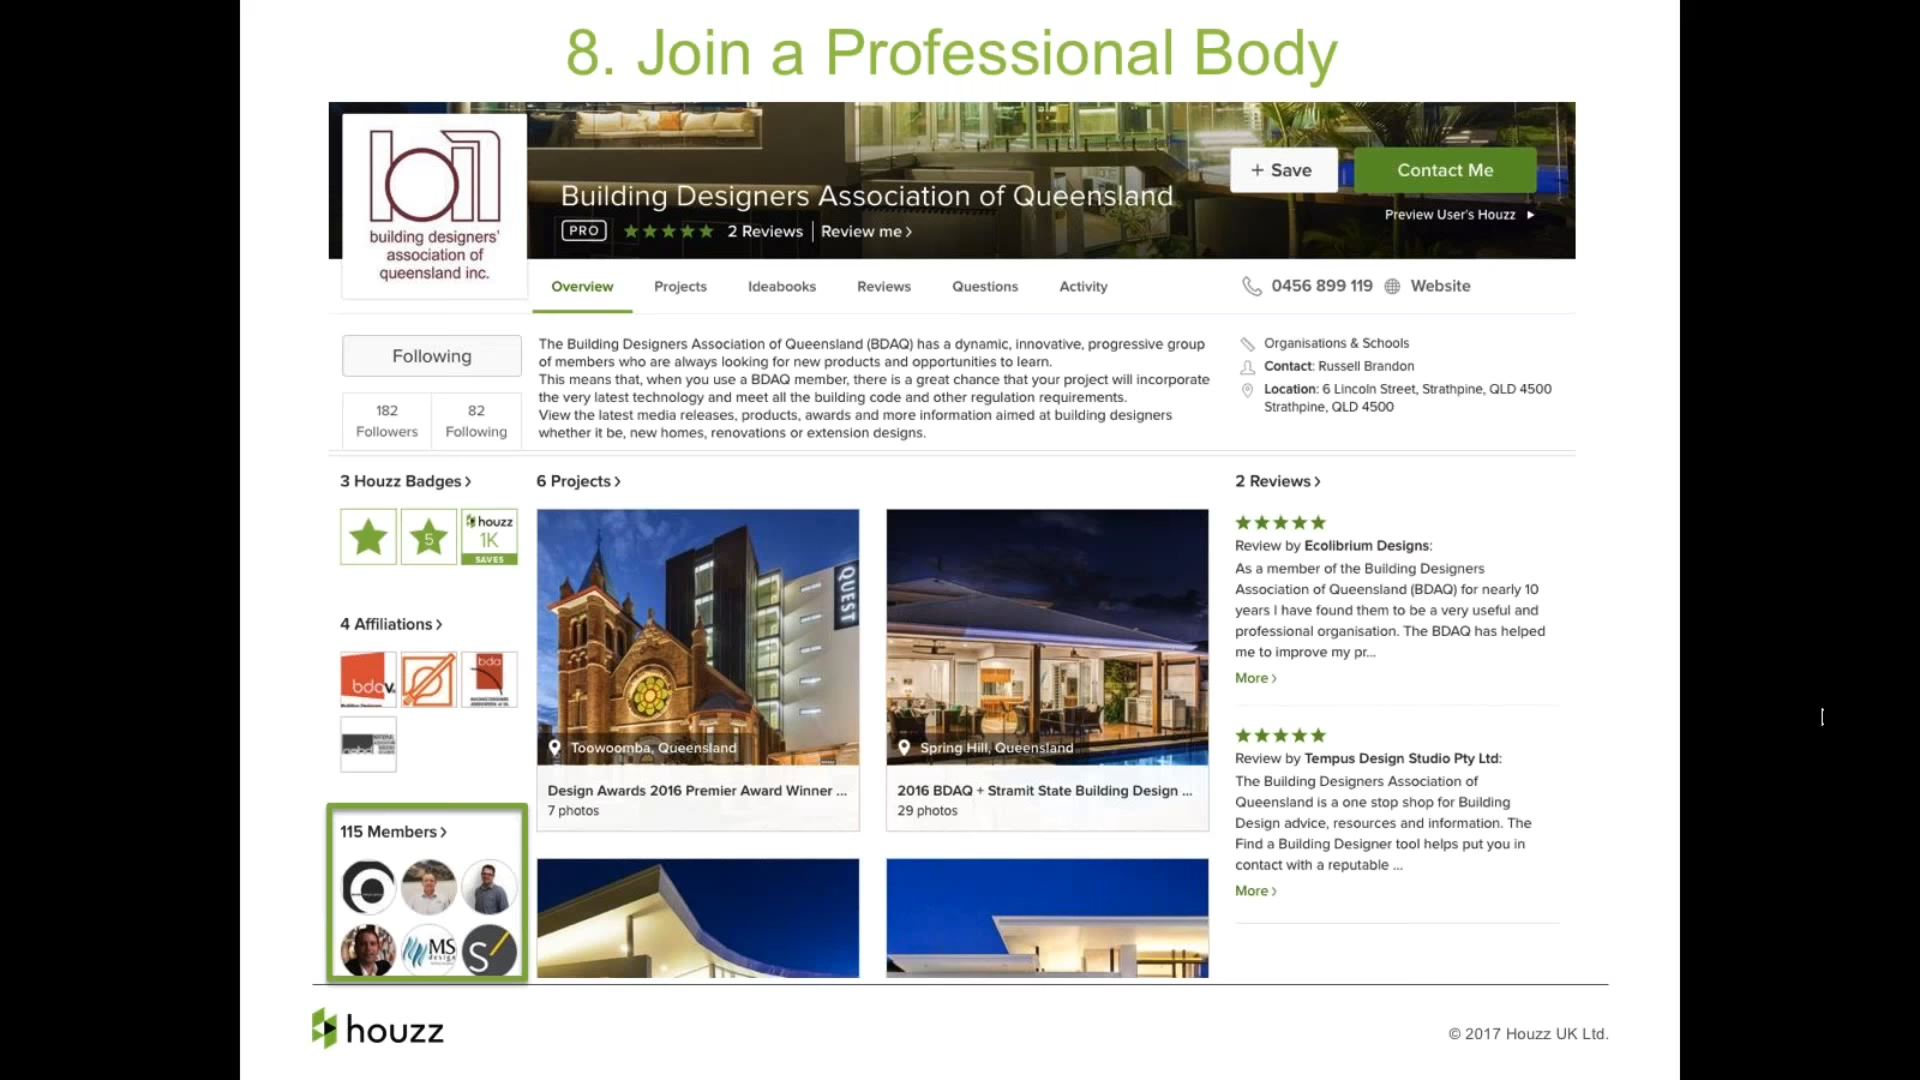 8. Join a Professional Body
building designers'
association of
queensland inc.
Building Designers Association of Queensland
PRO 2 Reviews Review me >
+ Save
Contact Me
Preview User's Houzz
Overview Projects Ideabooks Reviews Questions Activity
0456 899 119 Website
Following
182 Followers
82 Following
The Building Designers Association of Queensland (BDAQ) has a dynamic, innovative, progressive group
of members who are always looking for new products and opportunities to learn.
This means that, when you use a BDAQ member, there is a great chance that your project will incorporate
the very latest technology and meet all the building code and other regulation requirements.
View the latest media releases, products, awards and more information aimed at building designers
whether it be, new homes, renovations or extension designs.
Organisations & Schools
Contact: Russell Brandon
Location: 6 Lincoln Street, Strathpine, QLD 4500
Strathpine, QLD 4500
3 Houzz Badges >
5
houzz
1K
SAVES
4 Affiliations >
bdav
bda
115 Members >
MS
design
S
6 Projects >
QUEST
Toowoomba, Queensland
Design Awards 2016 Premier Award Winner ...
7 photos
Spring Hill, Queensland
2016 BDAQ + Stramit State Building Design ...
29 photos
2 Reviews >
Review by Ecolibrium Designs:
As a member of the Building Designers
Association of Queensland (BDAQ) for nearly 10
years I have found them to be a very useful and
professional organisation. The BDAQ has helped
me to improve my pr...
More >
Review by Tempus Design Studio Pty Ltd:
The Building Designers Association of
Queensland is a one stop shop for Building
Design advice, resources and information. The
Find a Building Designer tool helps put you in
contact with a reputable ...
More >
houzz
© 2017 Houzz UK Ltd.